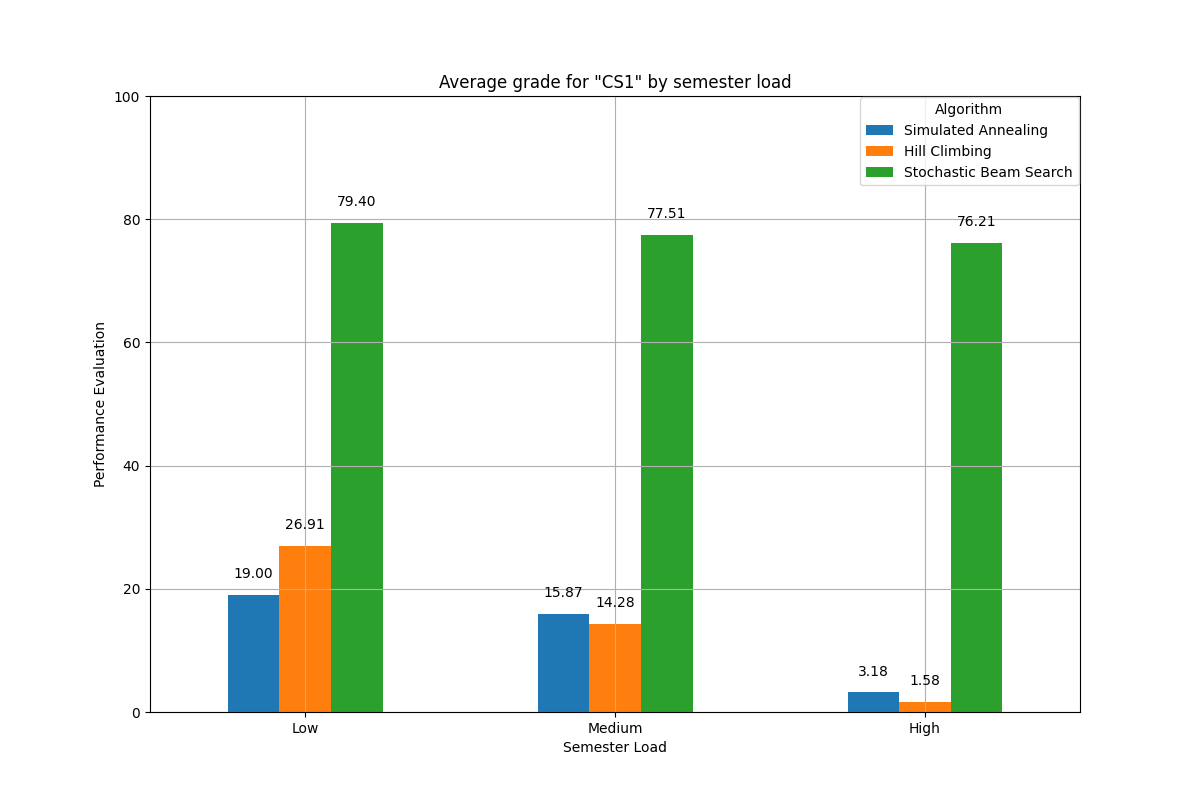 Average grade for "CS1" by semester load
Algorithm
Simulated Annealing
Hill Climbing
Stochastic Beam Search
Performance Evaluation
100
80
60
40
20
0
79.40
77.51
76.21
26.91
19.00
15.87
14.28
3.18
1.58
Low
Medium
High
Semester Load